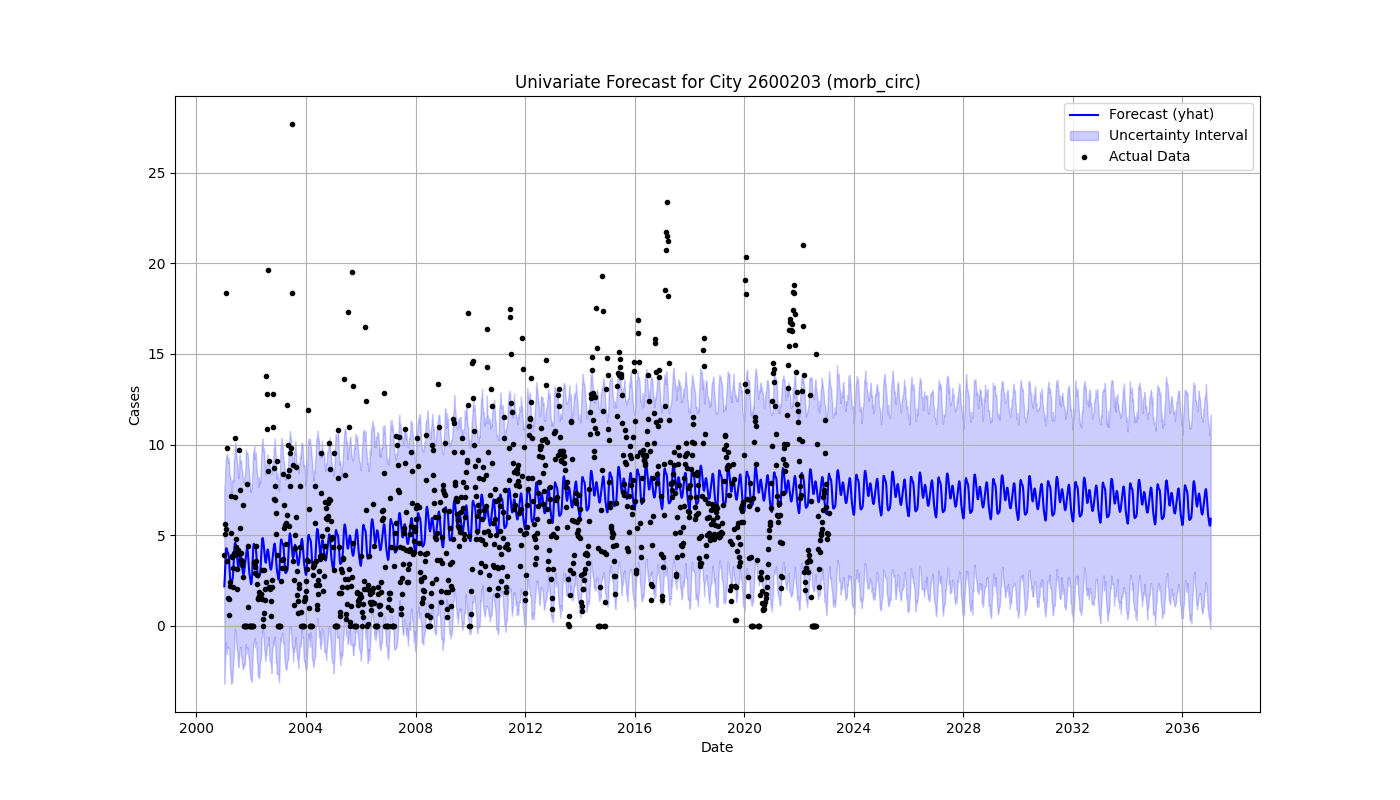 Univariate Forecast for City 2600203 (morb_circ)
Forecast (yhat)
Uncertainty Interval
Actual Data
Cases
25
20
15
10
5
0
2000 2004 2008 2012 2016 2020 2024 2028 2032 2036
Date